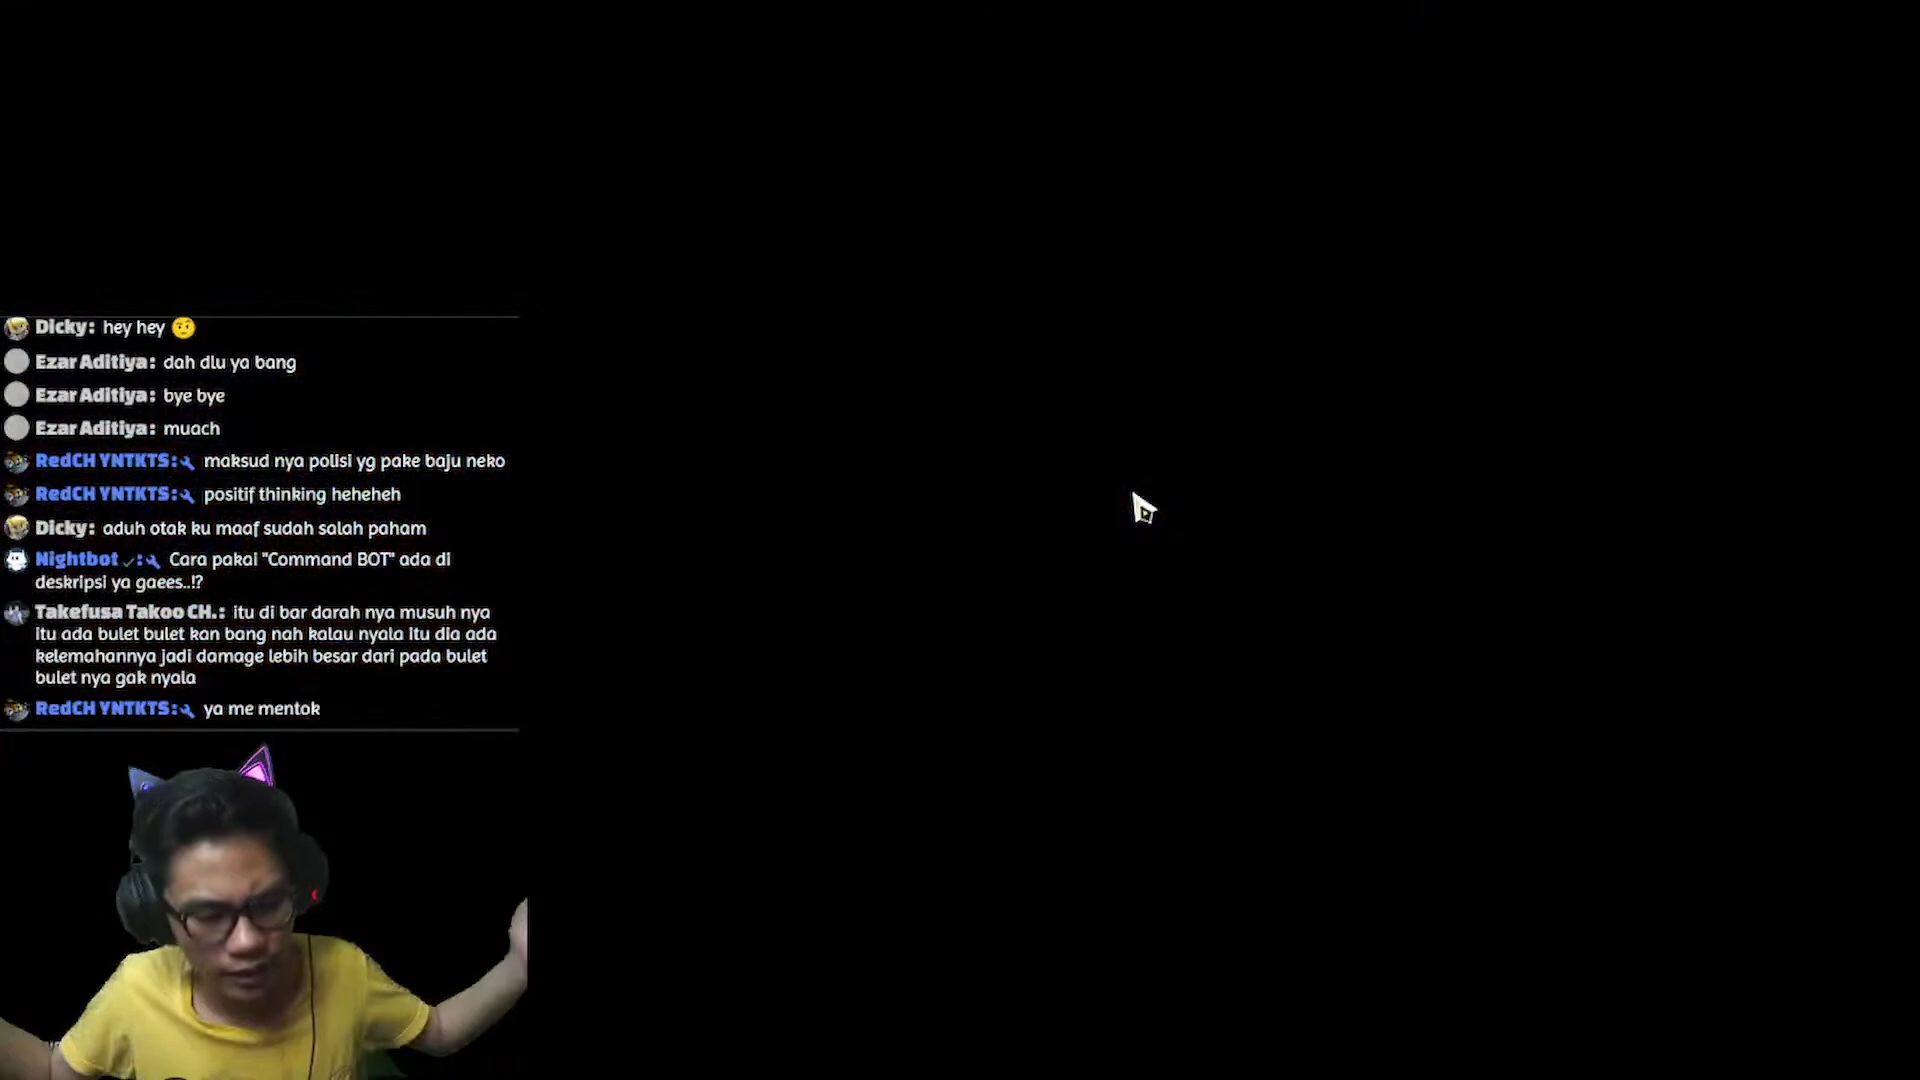 Dicky: hey hey 🤨
Ezar Aditiya: dah dlu ya bang
Ezar Aditiya: bye bye
Ezar Aditiya: muach
RedCH YNTKTS: maksud nya polisi yg pake baju neko
RedCH YNTKTS: positif thinking heheheh
Dicky: aduh otak ku maaf sudah salah paham
Nightbot ✓: Cara pakai "Command BOT" ada di
deskripsi ya gaees..!?
Takefusa Takoo CH.: itu di bar darah nya musuh nya
itu ada bulet bulet kan bang nah kalau nyala itu dia ada
kelemahannya jadi damage lebih besar dari pada bulet
bulet nya gak nyala
RedCH YNTKTS: ya me mentok